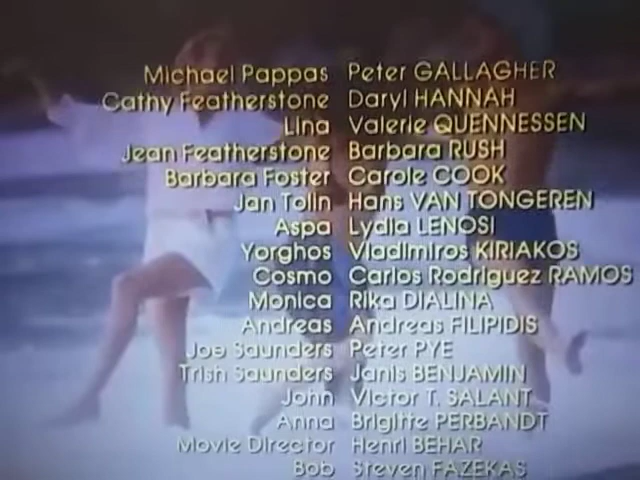 Michael Pappas Peter GALLAGHER
Cathy Featherstone Daryl HANNAH
Lina Valerie QUENNESSEN
Jean Featherstone Barbara RUSH
Barbara Foster Carole COOK
Jan Tolin Hans VAN TONGEREN
Aspa Lydia LENOSI
Yorghos Vladimiros KIRIAKOS
Cosmo Carlos Rodriguez RAMOS
Monica Rika DIALINA
Andreas Andreas FILIPIDIS
Joe Saunders Peter PYE
Trish Saunders Janis BENJAMIN
John Victor T. SALANT
Anna Brigitte PERBANDT
Movie Director Henri BEHAR
Bob Steven FAZEKAS